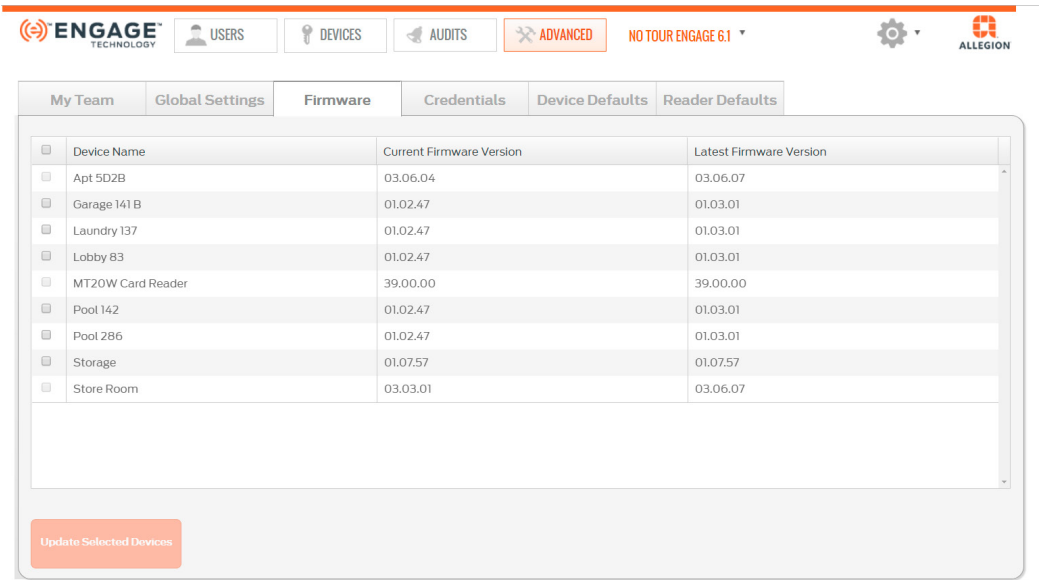 ENGAGE™ USERS DEVICES AUDITS ADVANCED NO TOUR ENGAGE 6.1
TECHNOLOGY
ALLEGION
My Team Global Settings Firmware Credentials Device Defaults Reader Defaults
Device Name Current Firmware Version Latest Firmware Version
Apt 5D2B 03.06.04 03.06.07
Garage 141 B 01.02.47 01.03.01
Laundry 137 01.02.47 01.03.01
Lobby 83 01.02.47 01.03.01
MT20W Card Reader 39.00.00 39.00.00
Pool 142 01.02.47 01.03.01
Pool 286 01.02.47 01.03.01
Storage 01.07.57 01.07.57
Store Room 03.03.01 03.06.07
Update Selected Devices